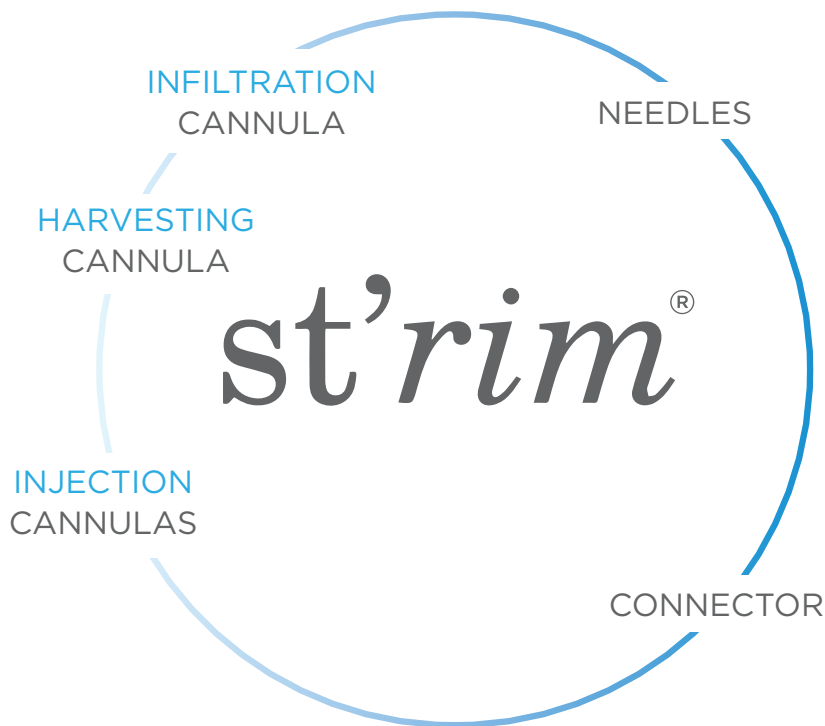 INFILTRATION
CANNULA
NEEDLES
HARVESTING
CANNULA
st’rim®
INJECTION
CANNULAS
CONNECTOR